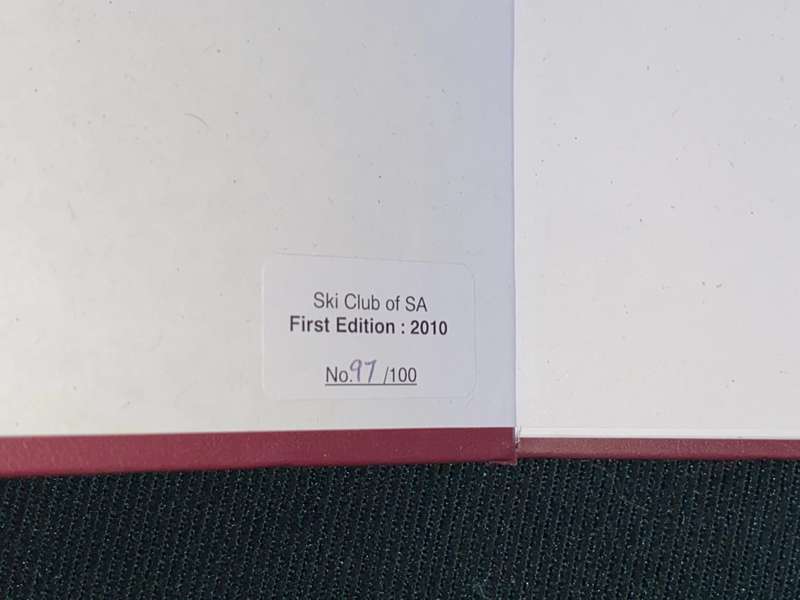 Ski Club of SA
First Edition : 2010
No.97 /100